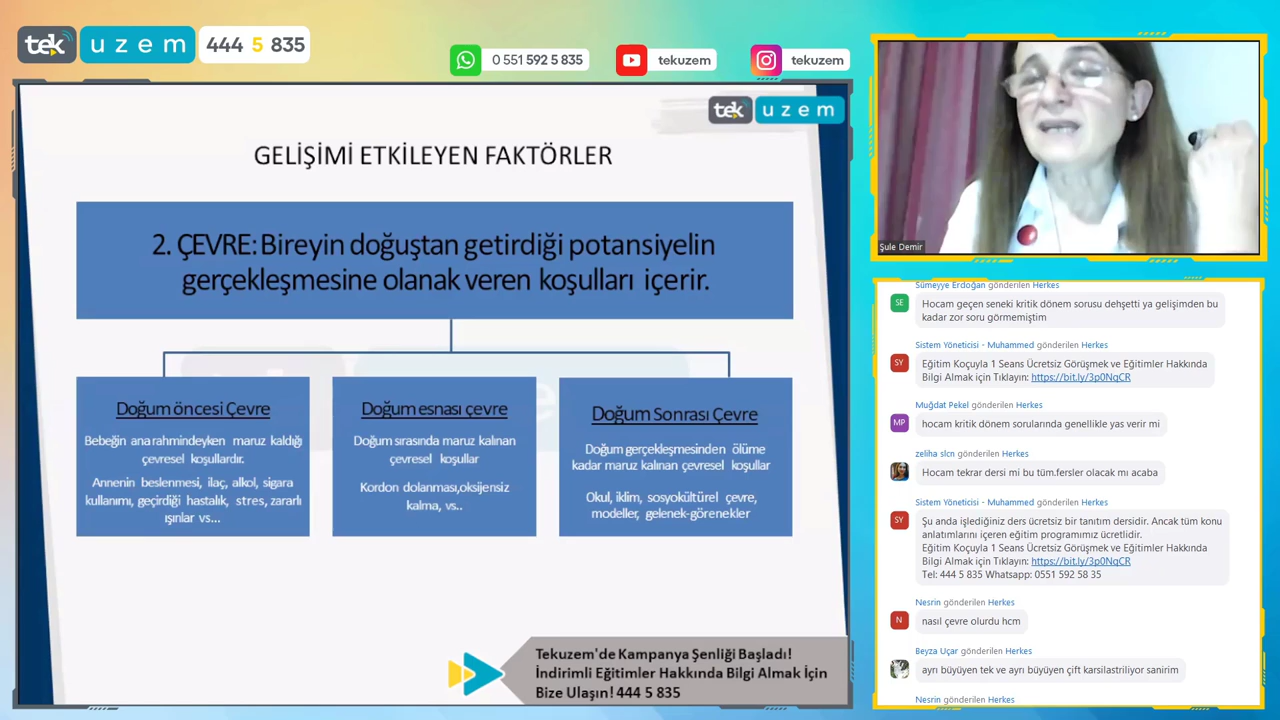 tek uzem 444 5 835
0 551 592 5 835
tekuzem
tekuzem
tek uzem
GELİŞİMİ ETKİLEYEN FAKTÖRLER
2. ÇEVRE: Bireyin doğuştan getirdiği potansiyelin
gerçekleşmesine olanak veren koşulları içerir.
Doğum öncesi Çevre
Bebeğin ana rahmindeyken maruz kaldığı
çevresel koşullardır.
Annenin beslenmesi, ilaç, alkol, sigara
kullanımı, geçirdiği hastalık, stres, zararlı
ışınlar vs...
Doğum esnası çevre
Doğum sırasında maruz kalınan
çevresel koşullar
Kordon dolanması,oksijensiz
kalma, vs..
Doğum Sonrası Çevre
Doğum gerçekleşmesinden ölüme
kadar maruz kalınan çevresel koşullar
Okul, iklim, sosyokültürel çevre,
modeller, gelenek-görenekler
Tekuzem'de Kampanya Şenliği Başladı!
İndirimli Eğitimler Hakkında Bilgi Almak İçin
Bize Ulaşın! 444 5 835
Şule Demir
Sümeyye Erdoğan gönderilen Herkes
SE
Hocam geçen seneki kritik dönem sorusu dehşetti ya gelişimden bu
kadar zor soru görmemiştim
Sistem Yöneticisi - Muhammed gönderilen Herkes
SY
Eğitim Koçuyla 1 Seans Ücretsiz Görüşmek ve Eğitimler Hakkında
Bilgi Almak için Tıklayın: https://bit.ly/3p0NqCR
Muğdat Pekel gönderilen Herkes
MP
hocam kritik dönem sorularında genellikle yas verir mi
zeliha slcn gönderilen Herkes
Hocam tekrar dersi mi bu tüm.fersler olacak mı acaba
Sistem Yöneticisi - Muhammed gönderilen Herkes
SY
Şu anda işlediğiniz ders ücretsiz bir tanıtım dersidir. Ancak tüm konu
anlatımlarını içeren eğitim programımız ücretlidir.
Eğitim Koçuyla 1 Seans Ücretsiz Görüşmek ve Eğitimler Hakkında
Bilgi Almak için Tıklayın: https://bit.ly/3p0NqCR
Tel: 444 5 835 Whatsapp: 0551 592 58 35
Nesrin gönderilen Herkes
N
nasıl çevre olurdu hcm
Beyza Uçar gönderilen Herkes
ayrı büyüyen tek ve ayrı büyüyen çift karsilastriliyor sanirim
Nesrin gönderilen Herkes